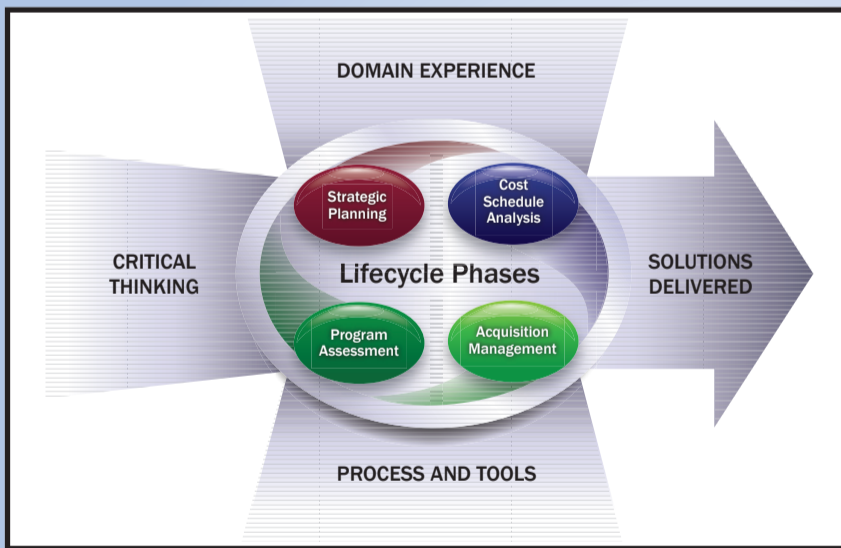 DOMAIN EXPERIENCE
Strategic
Planning
Cost
Schedule
Analysis
CRITICAL
THINKING
Lifecycle Phases
SOLUTIONS
DELIVERED
Program
Assessment
Acquisition
Management
PROCESS AND TOOLS